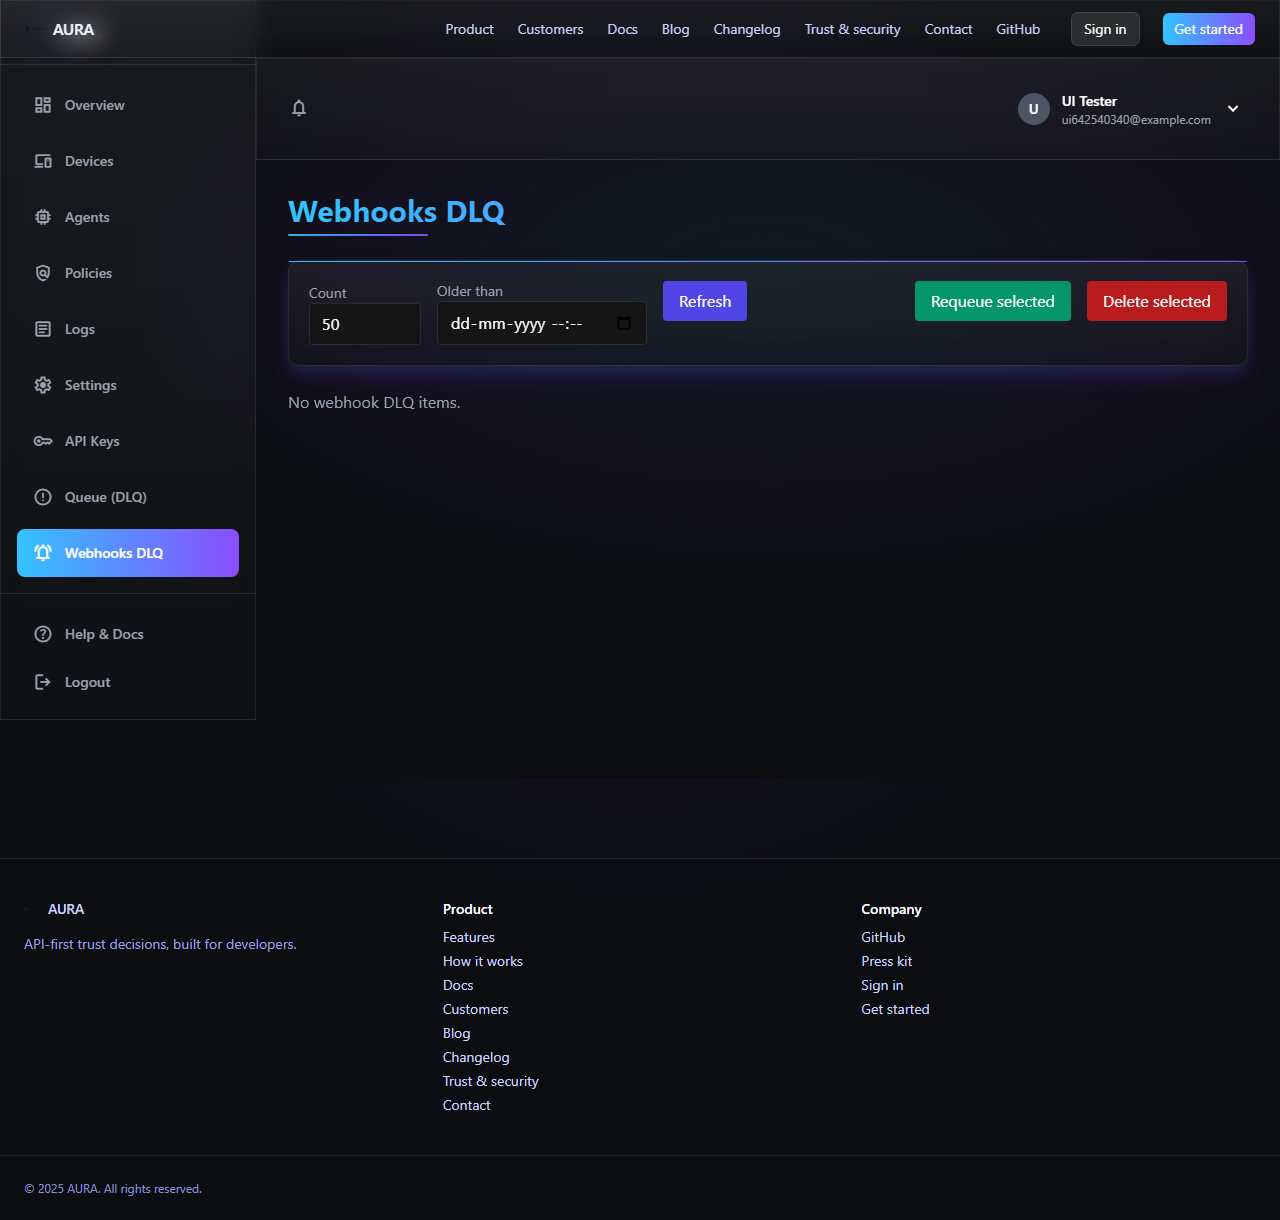 AURA
Product
Customers
Docs
Blog
Changelog
Trust & security
Contact
GitHub
Sign in
Get started
Overview
Devices
Agents
Policies
Logs
Settings
API Keys
Queue (DLQ)
Webhooks DLQ
Help & Docs
Logout
U
UI Tester
ui642540340@example.com
Webhooks DLQ
Count
50
Older than
dd-mm-yyyy --:--
Refresh
Requeue selected
Delete selected
No webhook DLQ items.
AURA
API-first trust decisions, built for developers.
Product
Features
How it works
Docs
Customers
Blog
Changelog
Trust & security
Contact
Company
GitHub
Press kit
Sign in
Get started
© 2025 AURA. All rights reserved.